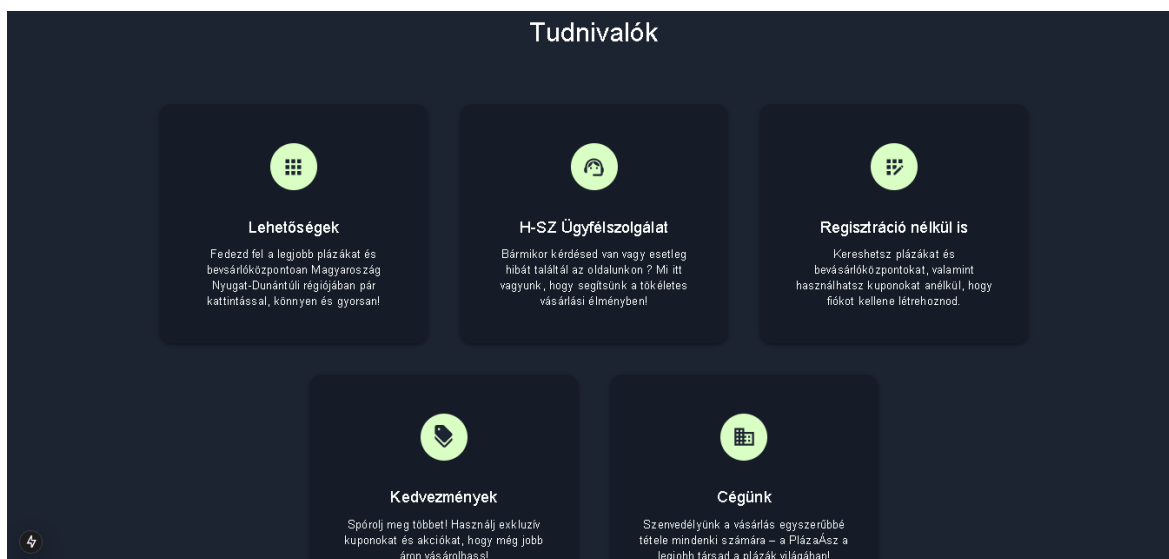 Tudnivalók
Lehetőségek
Fedezd fel a legjobb plázákat és
bevsárlóközpontoan Magyaroszág
Nyugat-Dunántúli régiójában pár
kattintással, könnyen és gyorsan!
H-SZ Ügyfélszolgálat
Bármikor kérdésed van vagy esetleg
hibát találtál az oldalunkon ? Mi itt
vagyunk, hogy segítsünk a tökéletes
vásárlási élményben!
Regisztráció nélkül is
Kereshetsz plázákat és
bevásárlóközpontokat, valamint
használhatsz kuponokat anélkül, hogy
fiókot kellene létrehoznod.
Kedvezmények
Spórolj meg többet! Használj exkluzív
kuponokat és akciókat, hogy még jobb
áron vásárolhass!
Cégünk
Szenvedélyünk a vásárlás egyszerűbbé
tétele mindenki számára – a PlázaÁsz a
legjobb társad a plázák világában!